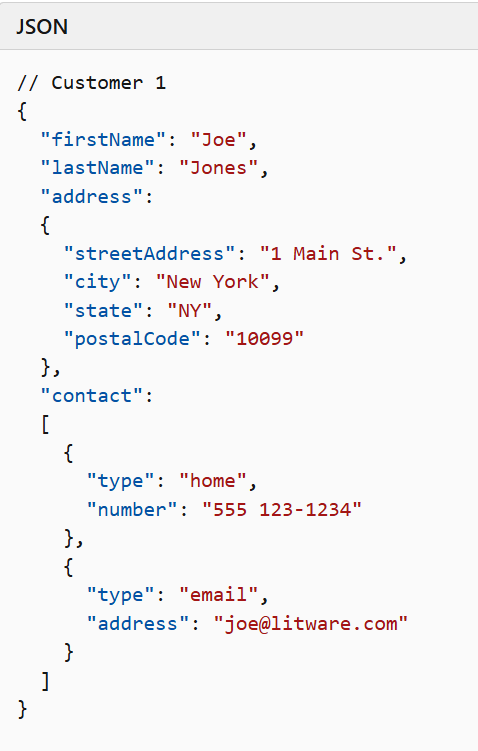 JSON
// Customer 1
{
  "firstName": "Joe",
  "lastName": "Jones",
  "address":
  {
    "streetAddress": "1 Main St.",
    "city": "New York",
    "state": "NY",
    "postalCode": "10099"
  },
  "contact":
  [
    {
      "type": "home",
      "number": "555 123-1234"
    },
    {
      "type": "email",
      "address": "joe@litware.com"
    }
  ]
}